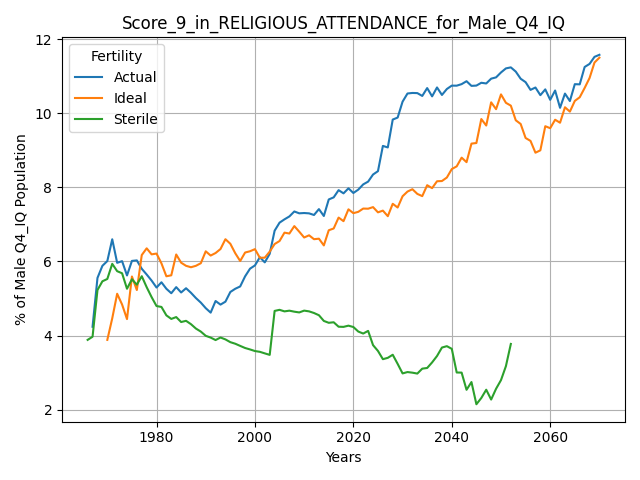 Score_9_in_RELIGIOUS_ATTENDANCE_for_Male_Q4_IQ
Fertility
Actual
Ideal
Sterile
% of Male Q4_IQ Population
12
10
8
6
4
2
1980
2000
2020
2040
2060
Years